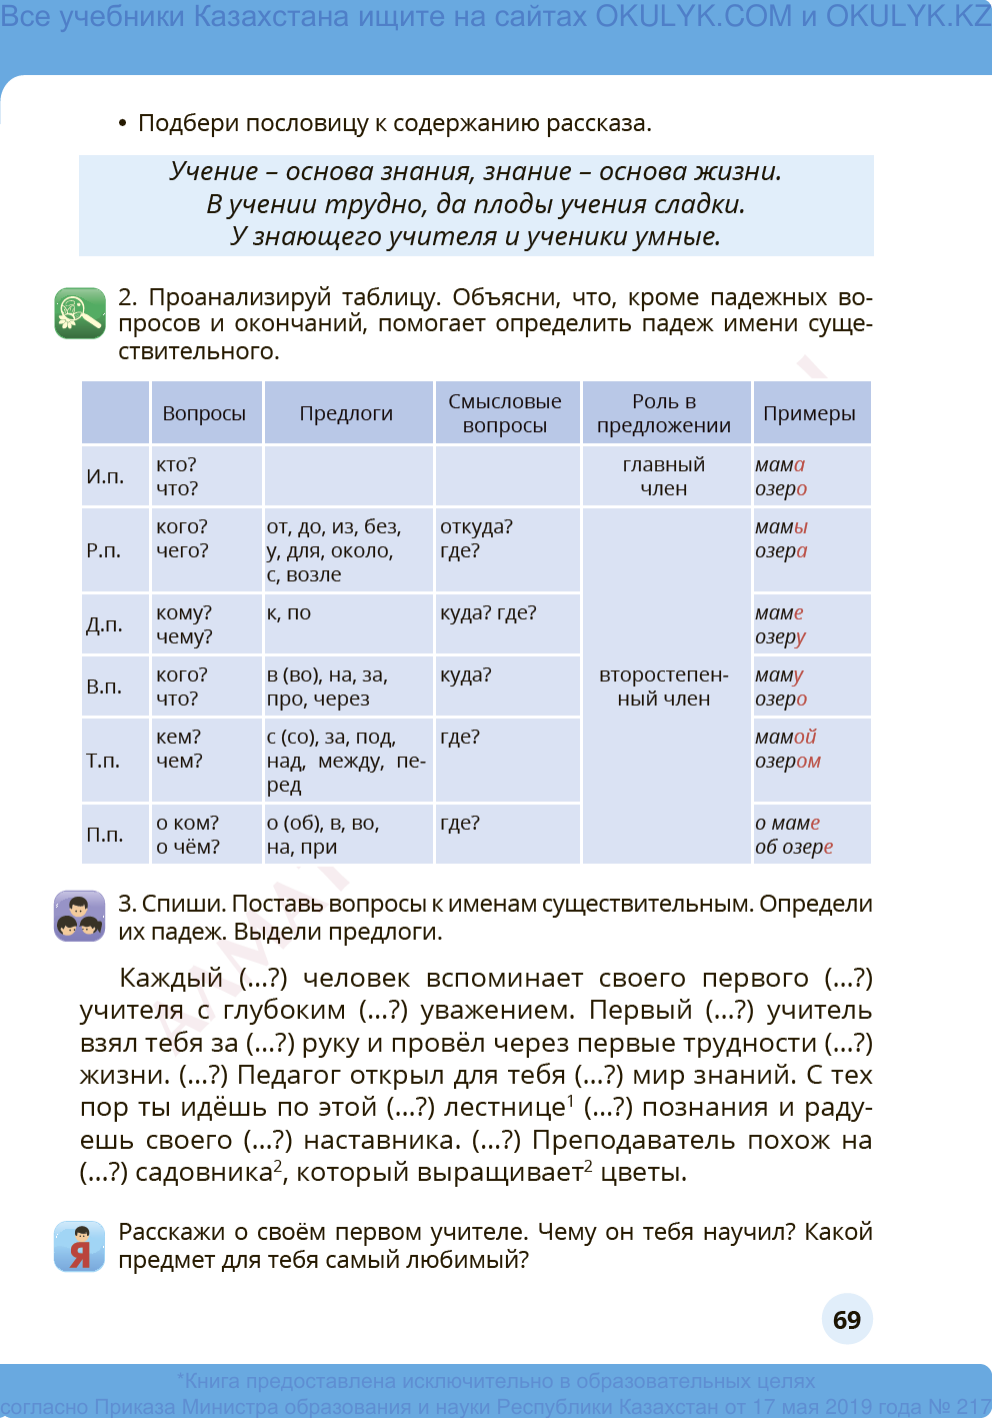 Все учебники Казахстана ищите на сайтах OKULYK.COM и OKULYK.KZ
• Подбери пословицу к содержанию рассказа.
Учение – основа знания, знание – основа жизни.
В учении трудно, да плоды учения сладки.
У знающего учителя и ученики умные.
2. Проанализируй таблицу. Объясни, что, кроме падежных во-
просов и окончаний, помогает определить падеж имени суще-
ствительного.
Вопросы Предлоги Смысловые вопросы Роль в предложении Примеры
И.п. кто? что? главный член мама озеро
Р.п. кого? чего? от, до, из, без, у, для, около, с, возле откуда? где? мамы озера
Д.п. кому? чему? к, по куда? где? маме озеру
В.п. кого? что? в (во), на, за, про, через куда? второстепен-ный член маму озеро
Т.п. кем? чем? с (со), за, под, над, между, пе-ред где? мамой озером
П.п. о ком? о чём? о (об), в, во, на, при где? о маме об озере
3. Спиши. Поставь вопросы к именам существительным. Определи
их падеж. Выдели предлоги.
Каждый (...?) человек вспоминает своего первого (...?)
учителя с глубоким (...?) уважением. Первый (...?) учитель
взял тебя за (...?) руку и провёл через первые трудности (...?)
жизни. (...?) Педагог открыл для тебя (...?) мир знаний. С тех
пор ты идёшь по этой (...?) лестнице¹ (...?) познания и раду-
ешь своего (...?) наставника. (...?) Преподаватель похож на
(...?) садовника², который выращивает² цветы.
Я
Расскажи о своём первом учителе. Чему он тебя научил? Какой
предмет для тебя самый любимый?
69
*Книга предоставлена исключительно в образовательных целях
согласно Приказа Министра образования и науки Республики Казахстан от 17 мая 2019 года № 217